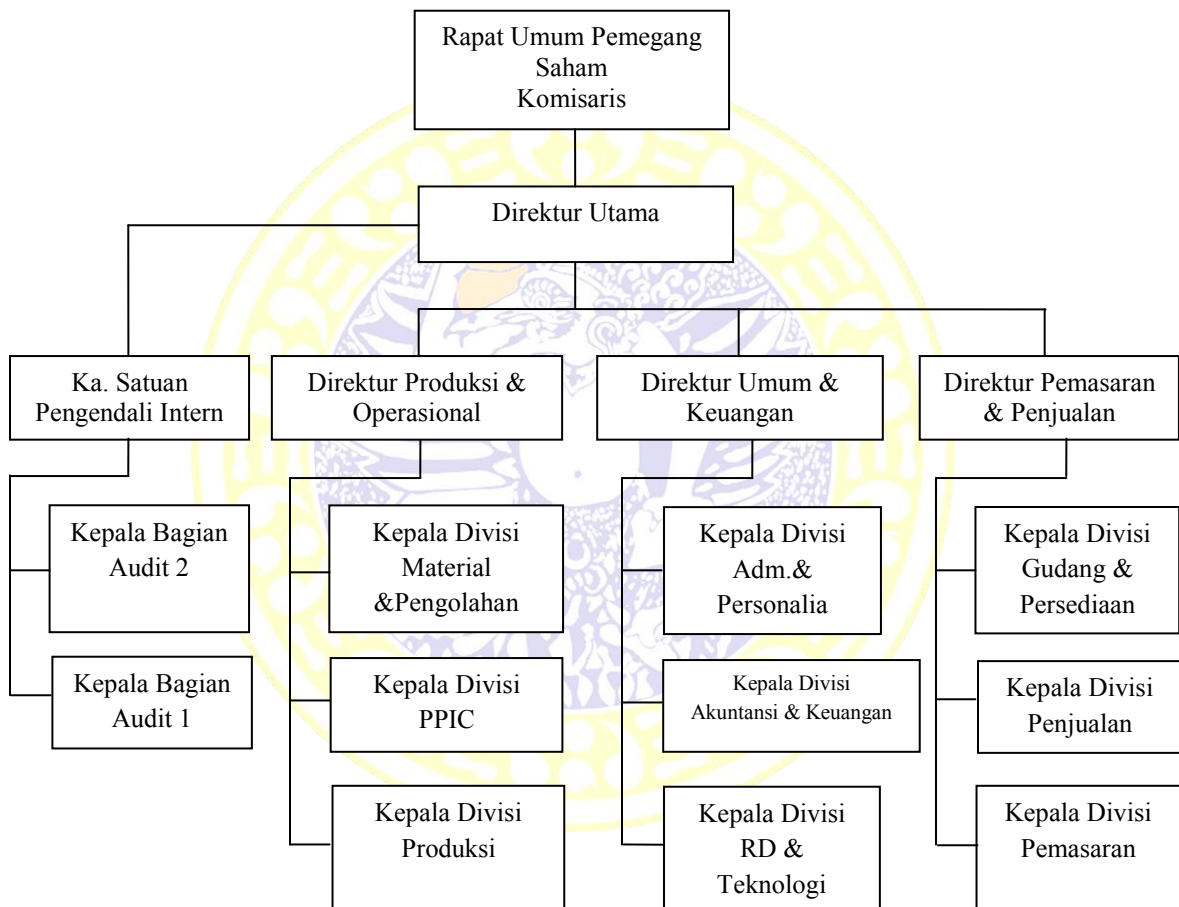 Rapat Umum Pemegang
Saham
Komisaris
Direktur Utama
Ka. Satuan
Pengendali Intern
Direktur Produksi &
Operasional
Direktur Umum &
Keuangan
Direktur Pemasaran
& Penjualan
Kepala Bagian
Audit 2
Kepala Divisi
Material
&Pengolahan
Kepala Divisi
Adm.&
Personalia
Kepala Divisi
Gudang &
Persediaan
Kepala Bagian
Audit 1
Kepala Divisi
PPIC
Kepala Divisi
Akuntansi & Keuangan
Kepala Divisi
Penjualan
Kepala Divisi
Produksi
Kepala Divisi
RD &
Teknologi
Kepala Divisi
Pemasaran